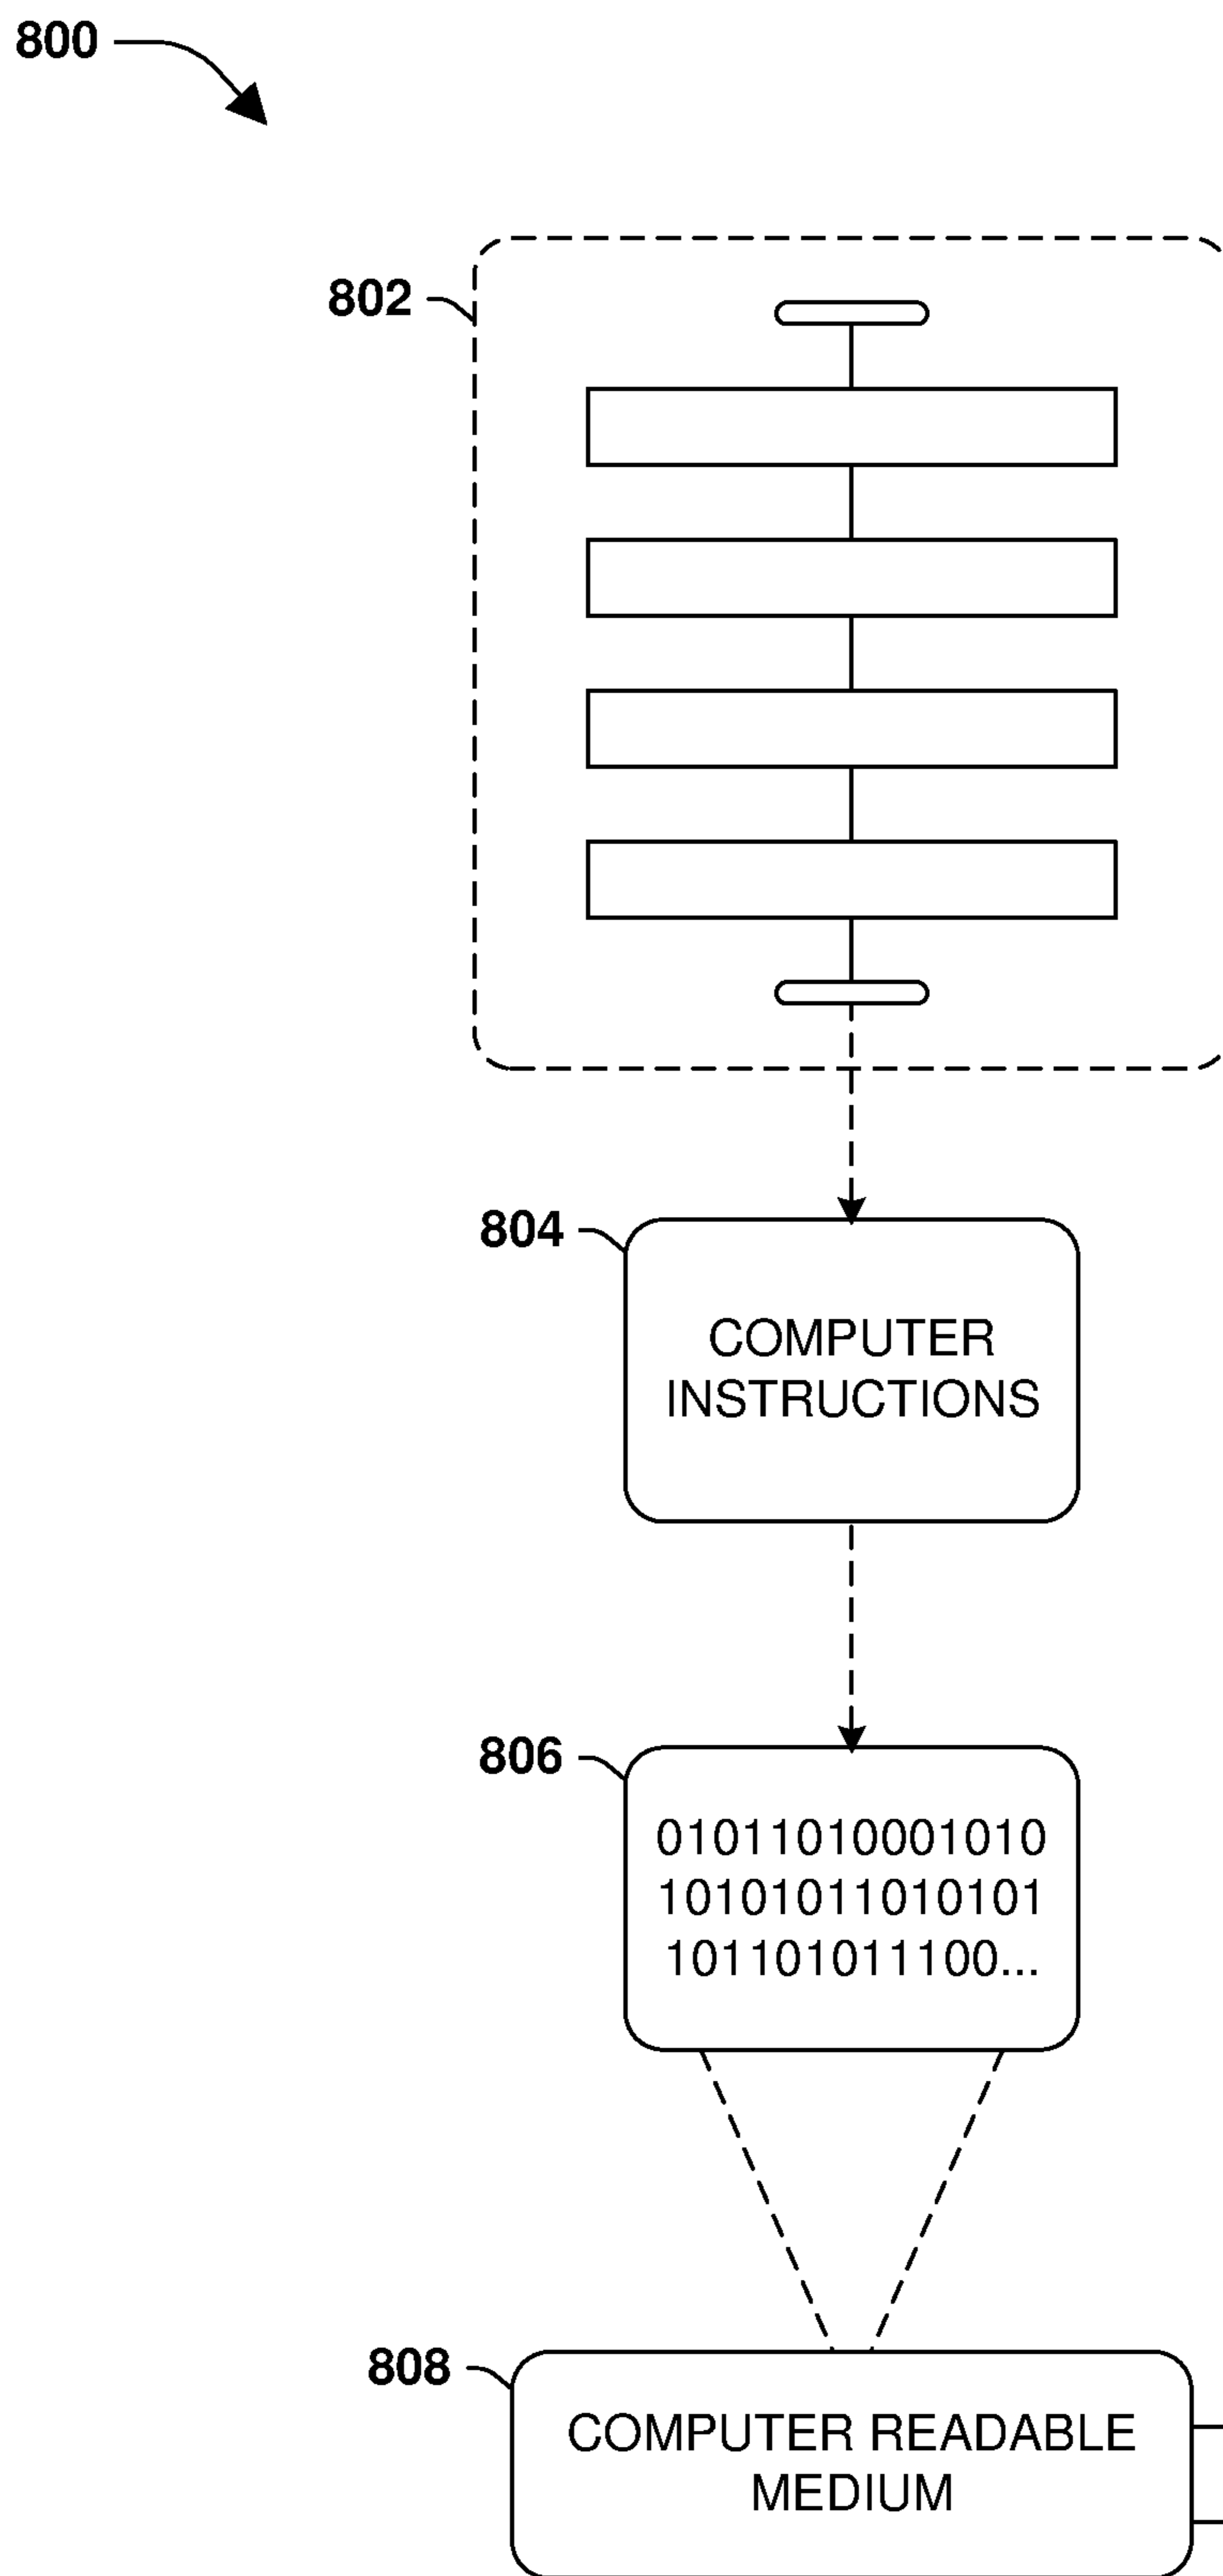 800
802
804
COMPUTER
INSTRUCTIONS
806
01011010001010
10101011010101
101101011100...
808
COMPUTER READABLE
MEDIUM